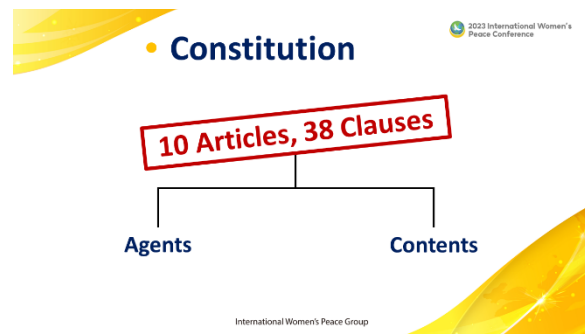 2023 International Women's
Peace Conference
• Constitution
10 Articles, 38 Clauses
Agents
Contents
International Women's Peace Group